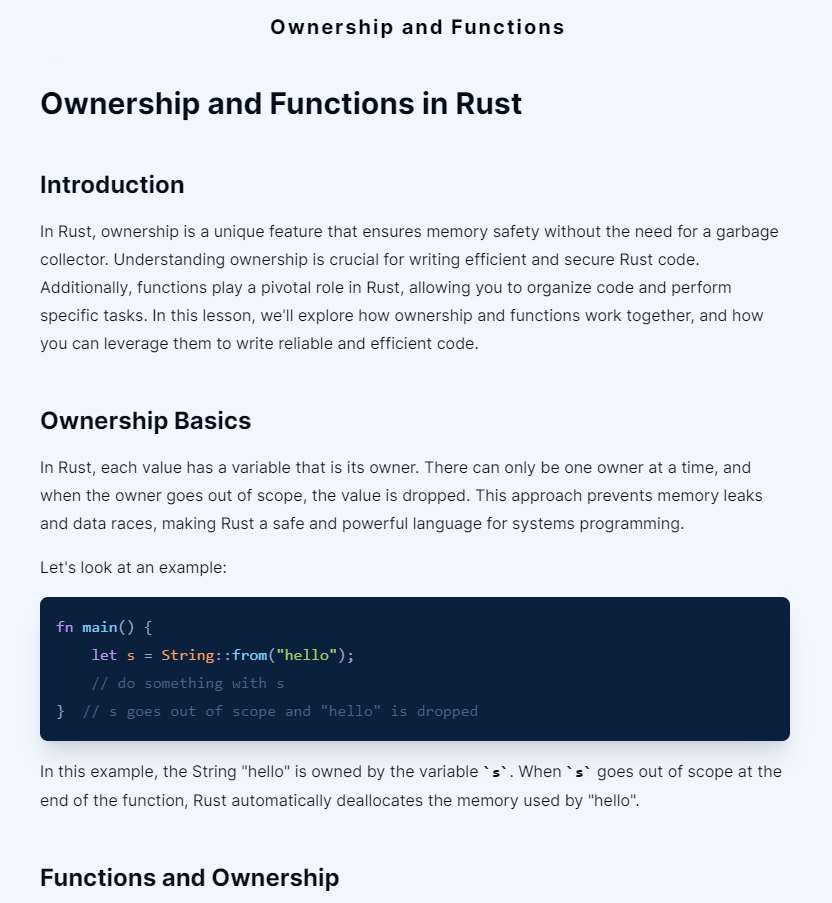 Ownership and Functions
Ownership and Functions in Rust
Introduction
In Rust, ownership is a unique feature that ensures memory safety without the need for a garbage
collector. Understanding ownership is crucial for writing efficient and secure Rust code.
Additionally, functions play a pivotal role in Rust, allowing you to organize code and perform
specific tasks. In this lesson, we'll explore how ownership and functions work together, and how
you can leverage them to write reliable and efficient code.
Ownership Basics
In Rust, each value has a variable that is its owner. There can only be one owner at a time, and
when the owner goes out of scope, the value is dropped. This approach prevents memory leaks
and data races, making Rust a safe and powerful language for systems programming.
Let's look at an example:
fn main() {
    let s = String::from("hello");
    // do something with s
}  // s goes out of scope and "hello" is dropped
In this example, the String "hello" is owned by the variable `s`. When `s` goes out of scope at the
end of the function, Rust automatically deallocates the memory used by "hello".
Functions and Ownership